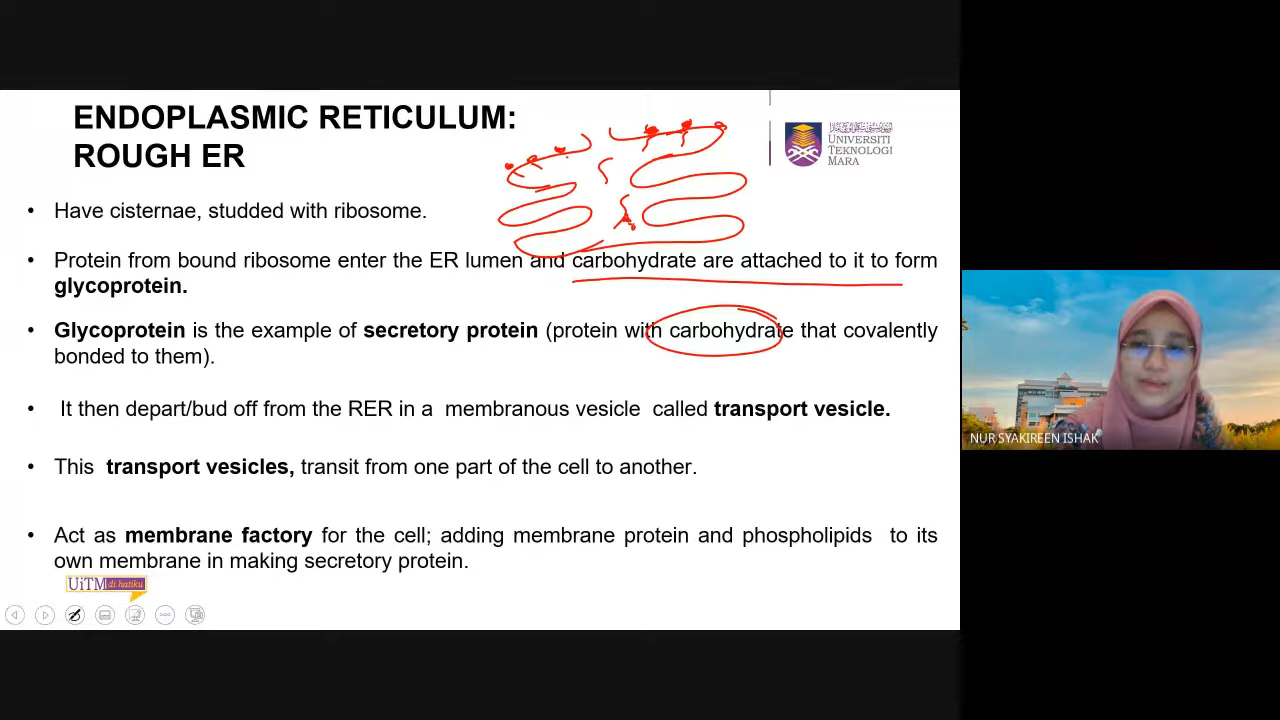 ENDOPLASMIC RETICULUM:
ROUGH ER
UNIVERSITI
TEKNOLOGI
MARA
• Have cisternae, studded with ribosome.
• Protein from bound ribosome enter the ER lumen and carbohydrate are attached to it to form
glycoprotein.
• Glycoprotein is the example of secretory protein (protein with carbohydrate that covalently
bonded to them).
• It then depart/bud off from the RER in a membranous vesicle called transport vesicle.
• This transport vesicles, transit from one part of the cell to another.
• Act as membrane factory for the cell; adding membrane protein and phospholipids to its
own membrane in making secretory protein.
UiTM di hatiku
NUR SYAKIREEN ISHAK